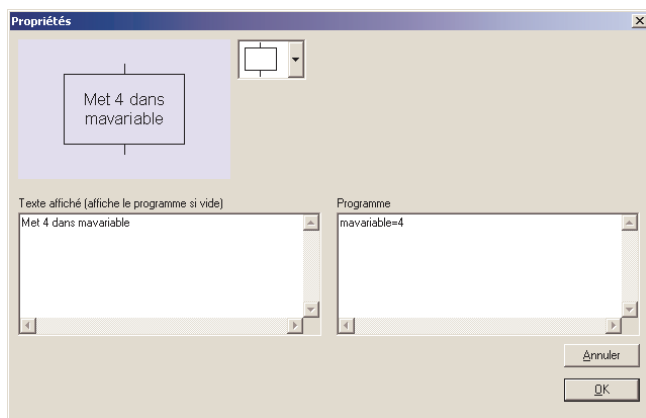 Propriétés
Met 4 dans
mavariable
Texte affiché (affiche le programme si vide)
Programme
Met 4 dans mavariable
mavariable=4
Annuler
OK